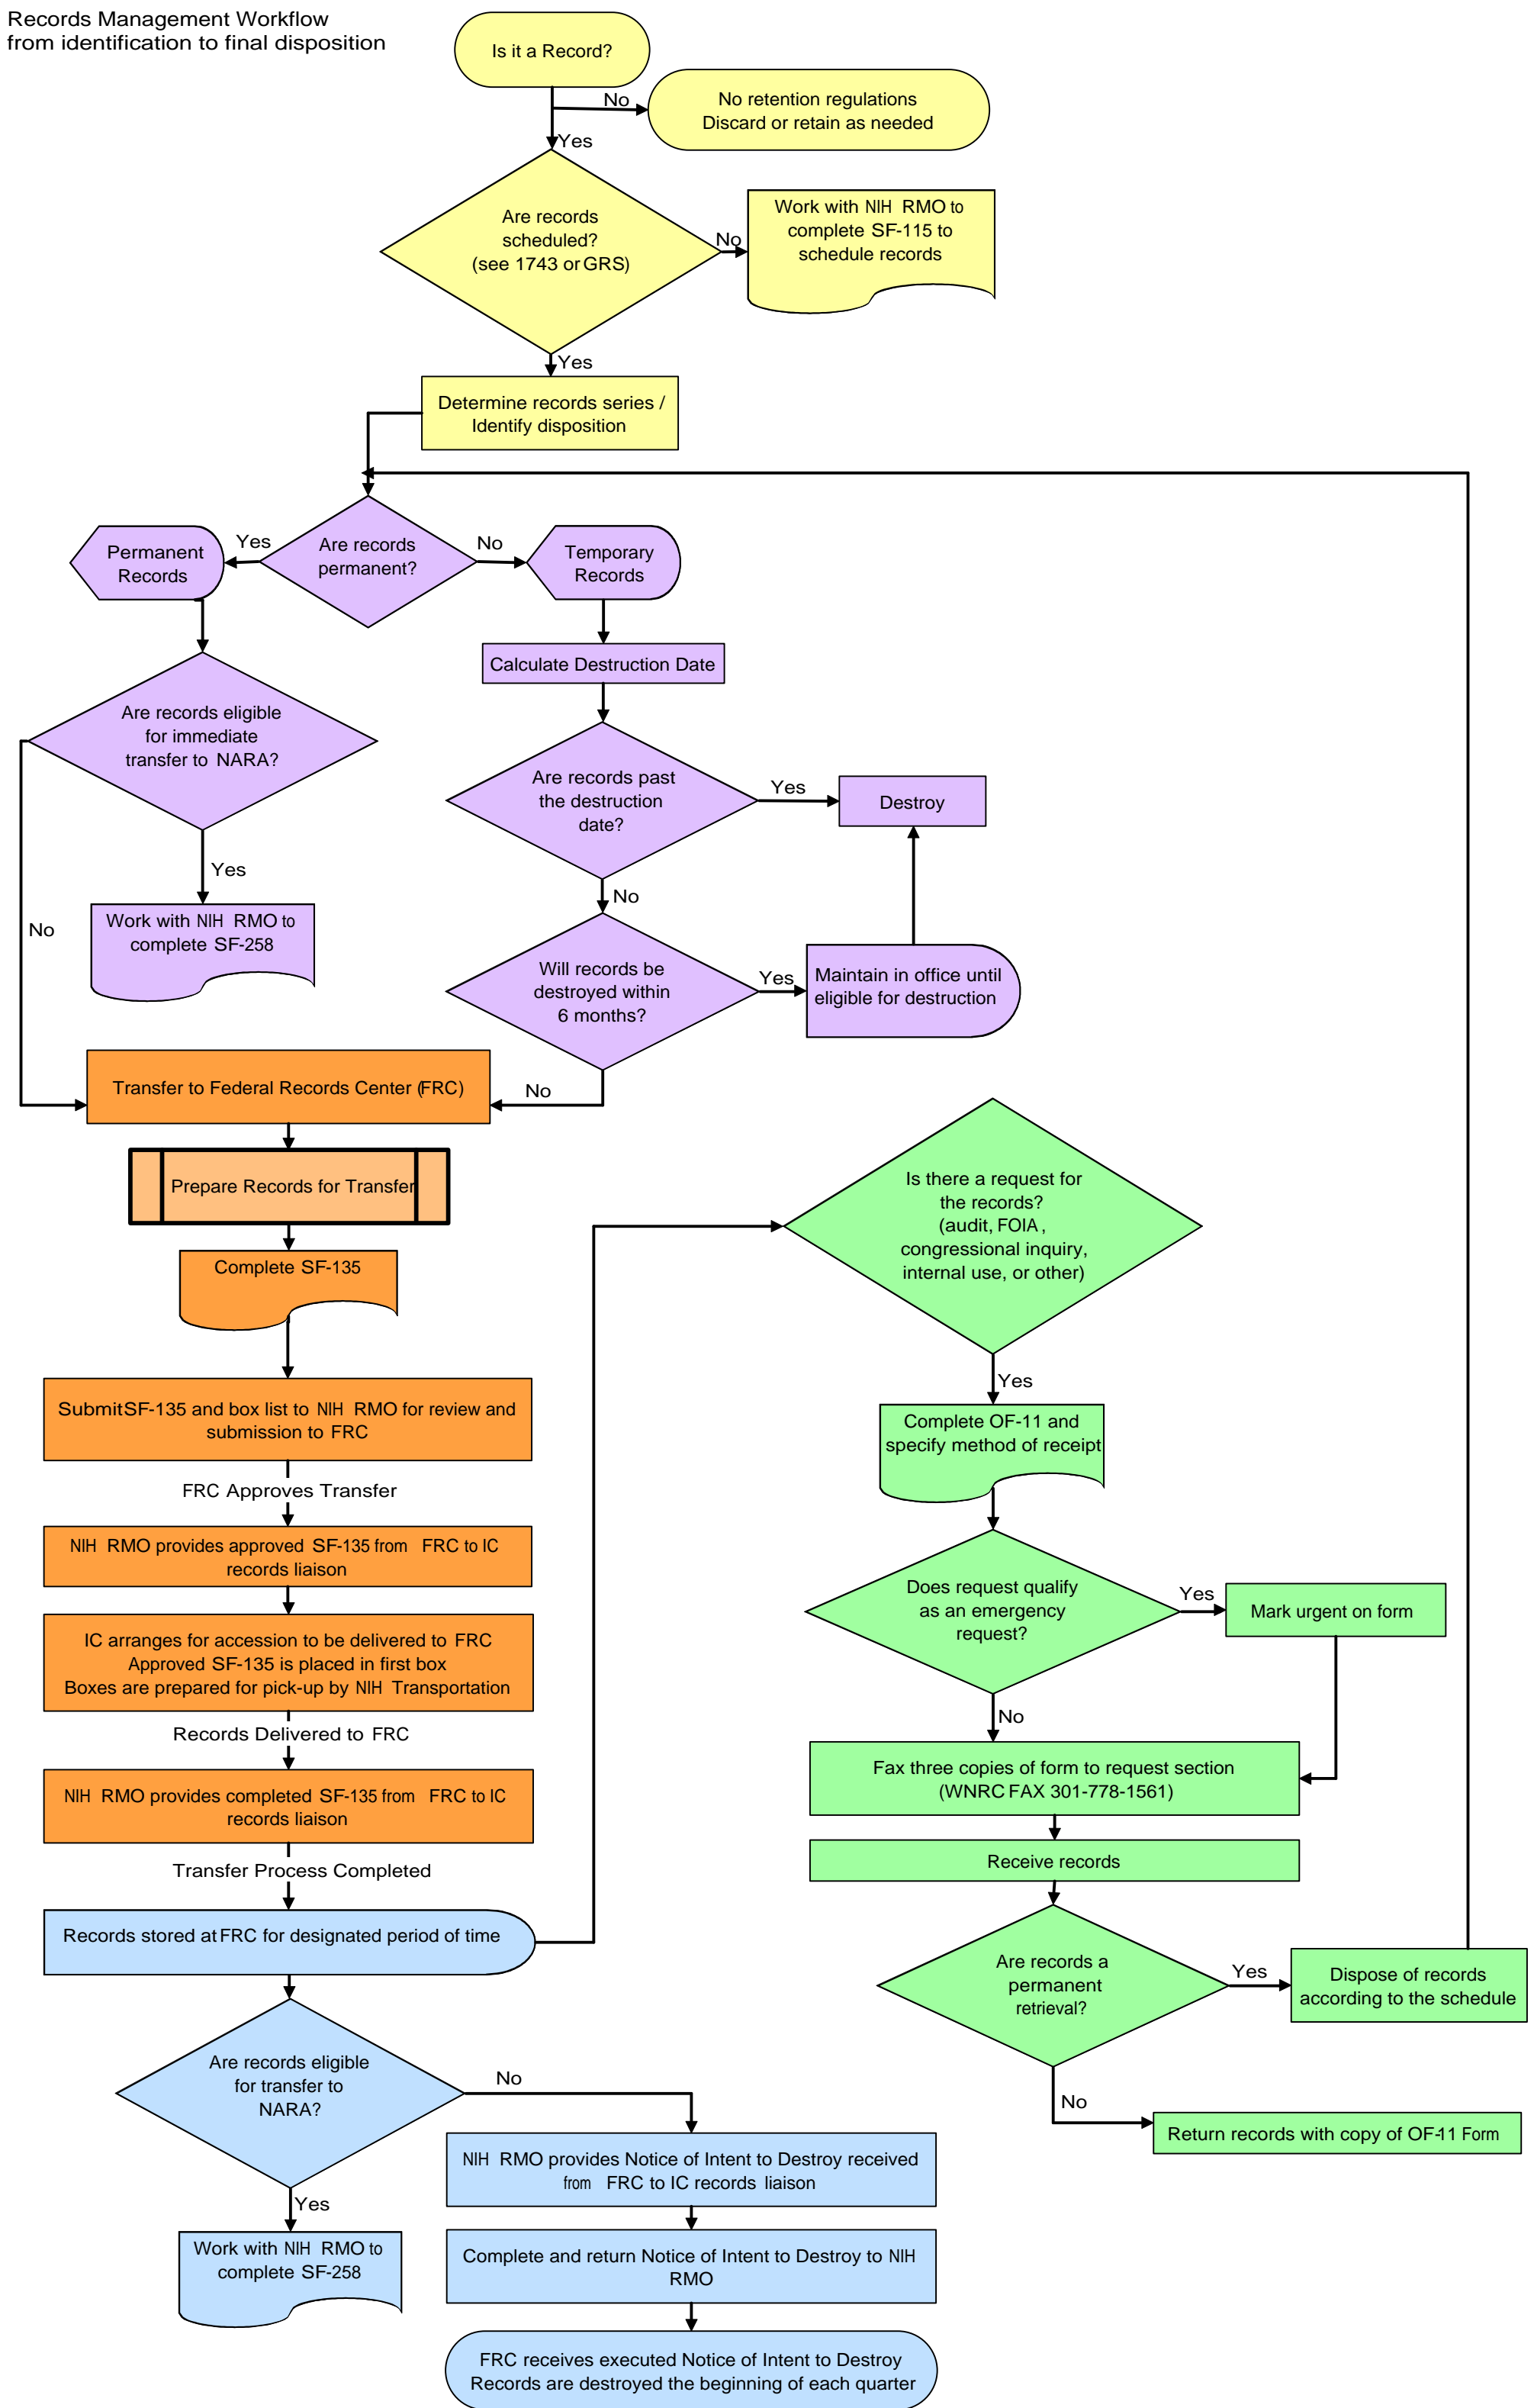 Records Management Workflow
from identification to final disposition
Is it a Record?
No
No retention regulations
Discard or retain as needed
Yes
Are records
scheduled?
(see 1743 or GRS)
No
Work with NIH RMO to
complete SF-115 to
schedule records
Yes
Determine records series /
Identify disposition
Are records
permanent?
Yes
No
Permanent
Records
Temporary
Records
Calculate Destruction Date
Are records eligible
for immediate
transfer to NARA?
Are records past
the destruction
date?
Yes
Destroy
Yes
No
No
Work with NIH RMO to
complete SF-258
Will records be
destroyed within
6 months?
Yes
Maintain in office until
eligible for destruction
No
Transfer to Federal Records Center (FRC)
Prepare Records for Transfer
Complete SF-135
Submit SF-135 and box list to NIH RMO for review and
submission to FRC
FRC Approves Transfer
NIH RMO provides approved SF-135 from FRC to IC
records liaison
IC arranges for accession to be delivered to FRC
Approved SF-135 is placed in first box
Boxes are prepared for pick-up by NIH Transportation
Records Delivered to FRC
NIH RMO provides completed SF-135 from FRC to IC
records liaison
Transfer Process Completed
Records stored at FRC for designated period of time
Are records eligible
for transfer to
NARA?
No
Yes
Work with NIH RMO to
complete SF-258
NIH RMO provides Notice of Intent to Destroy received
from FRC to IC records liaison
Complete and return Notice of Intent to Destroy to NIH
RMO
FRC receives executed Notice of Intent to Destroy
Records are destroyed the beginning of each quarter
Is there a request for
the records?
(audit, FOIA,
congressional inquiry,
internal use, or other)
Yes
Complete OF-11 and
specify method of receipt
Does request qualify
as an emergency
request?
Yes
Mark urgent on form
No
Fax three copies of form to request section
(WNRC FAX 301-778-1561)
Receive records
Are records a
permanent
retrieval?
Yes
Dispose of records
according to the schedule
No
Return records with copy of OF-11 Form